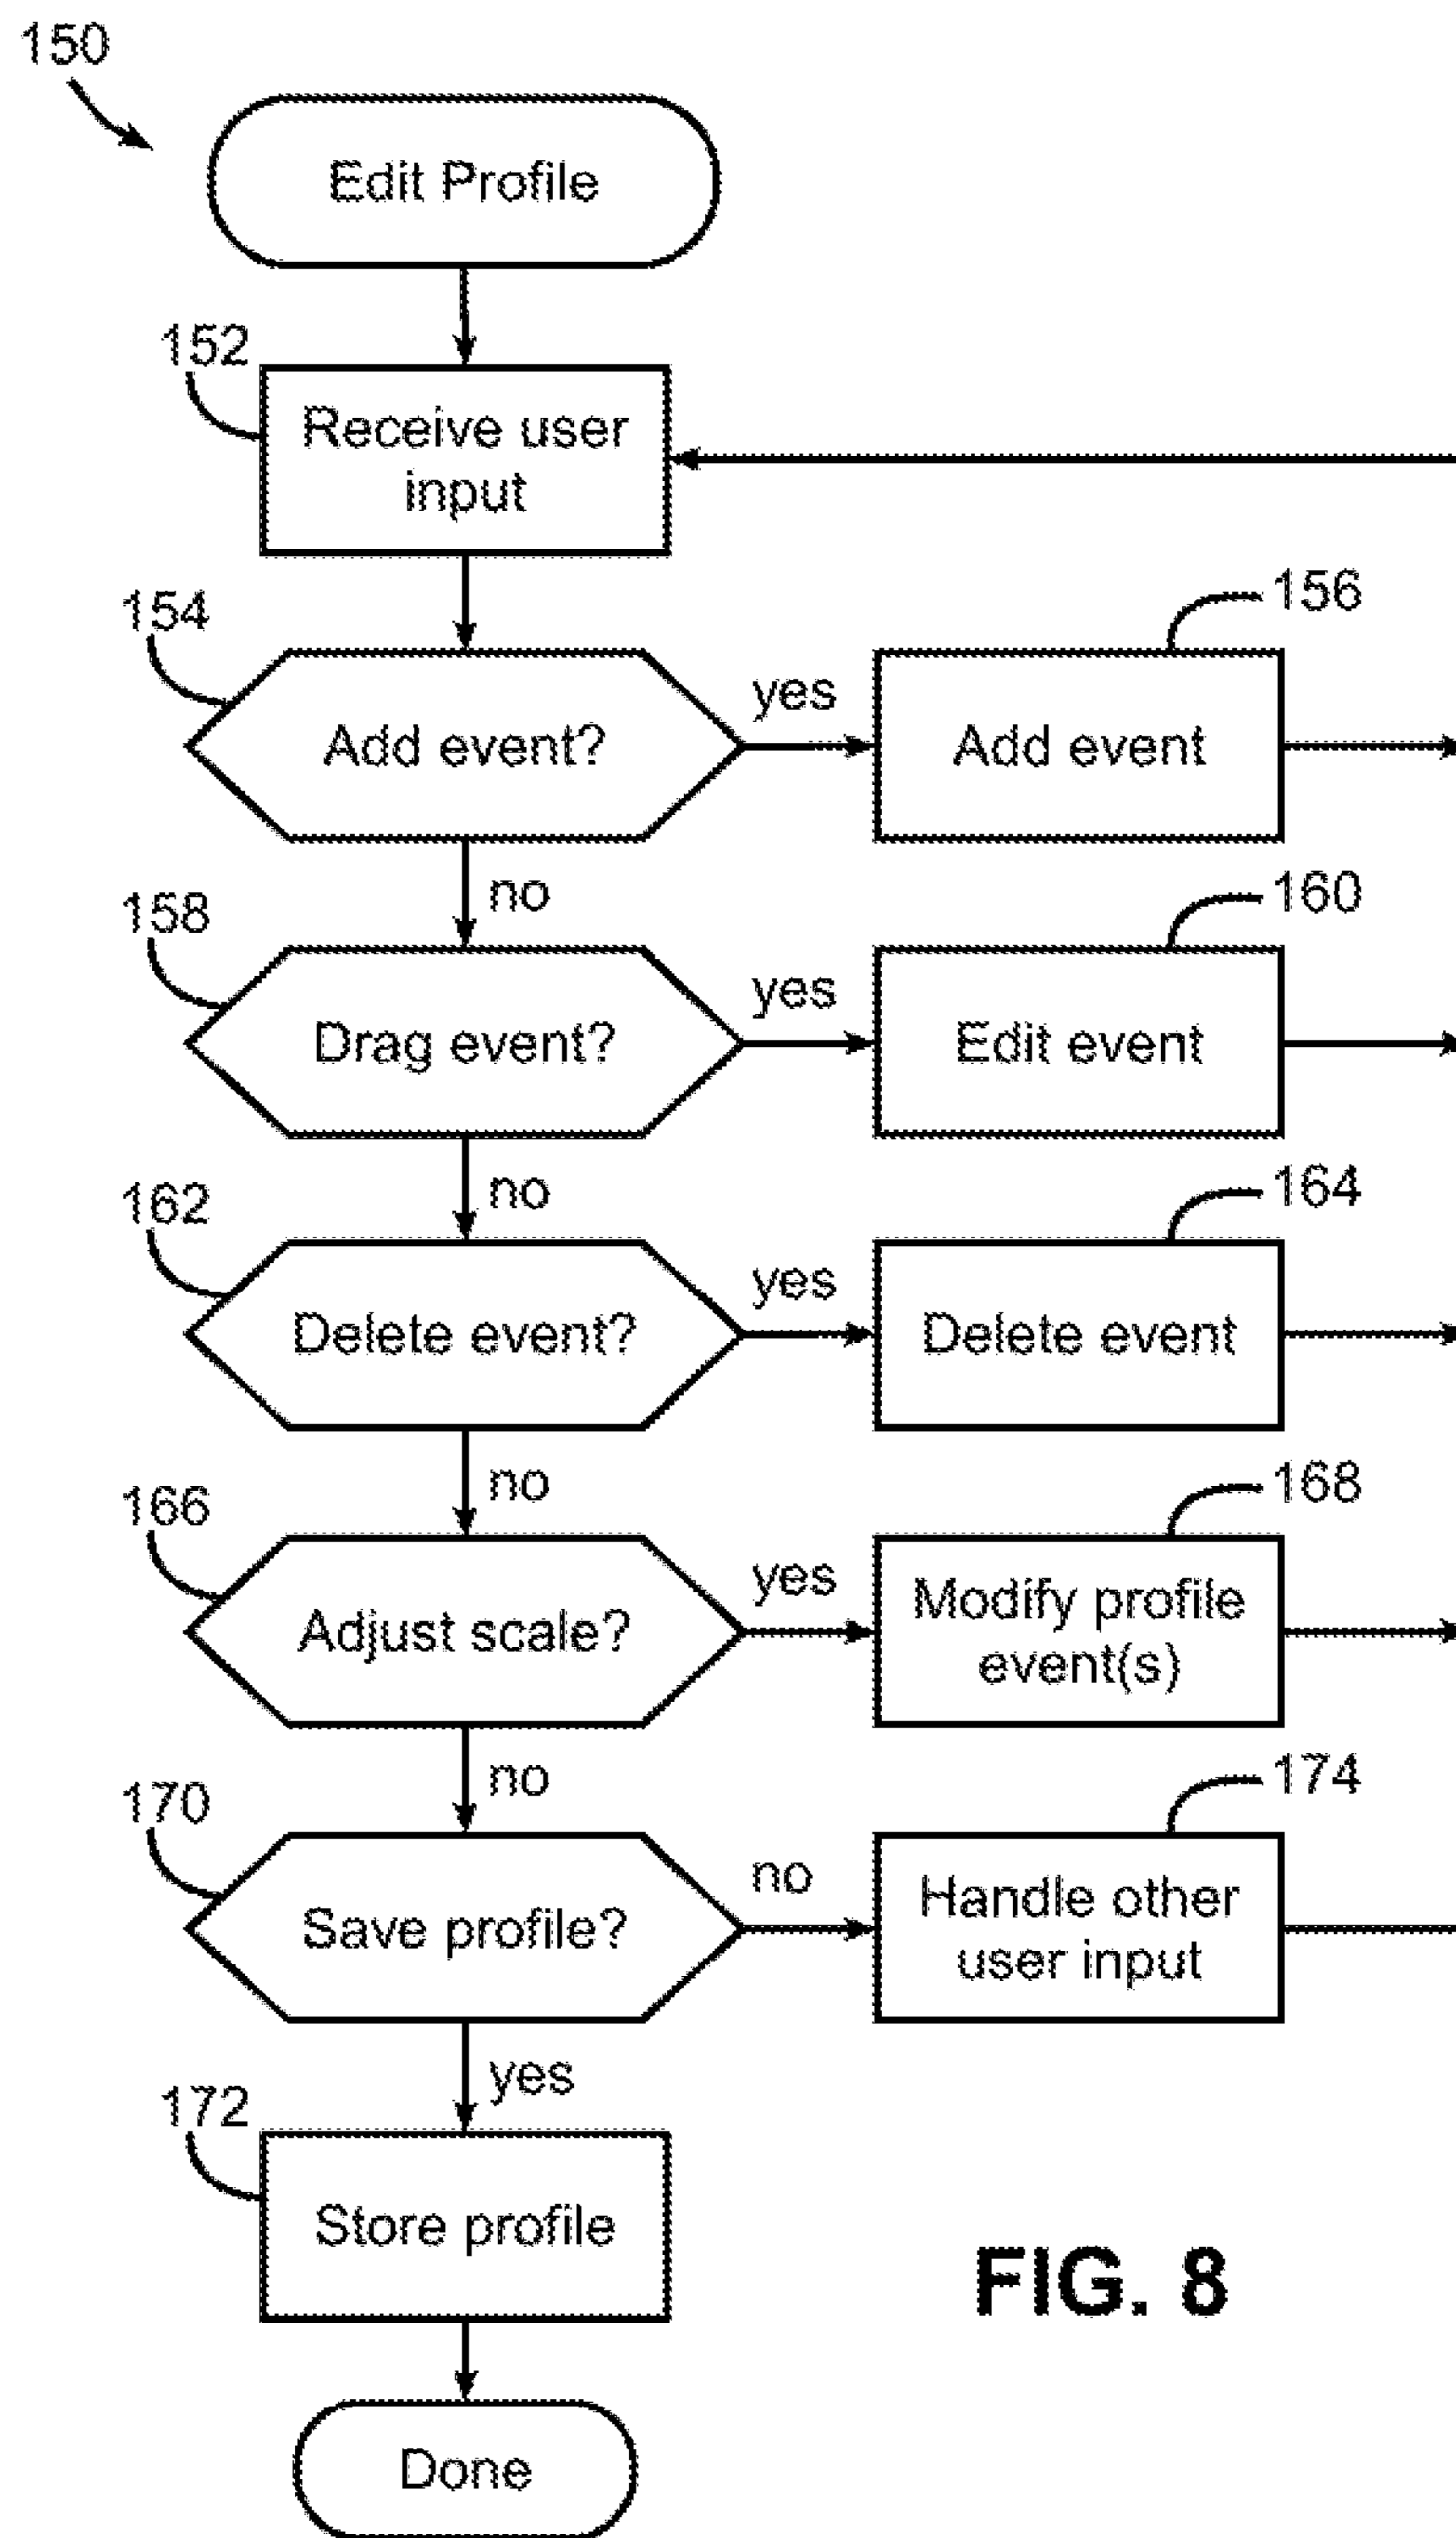 150
Edit Profile
152
Receive user
input
154
Add event?
yes
156
Add event
no
158
Drag event?
yes
160
Edit event
no
162
Delete event?
yes
164
Delete event
no
166
Adjust scale?
yes
168
Modify profile
event(s)
no
170
Save profile?
no
174
Handle other
user input
yes
172
Store profile
FIG. 8
Done